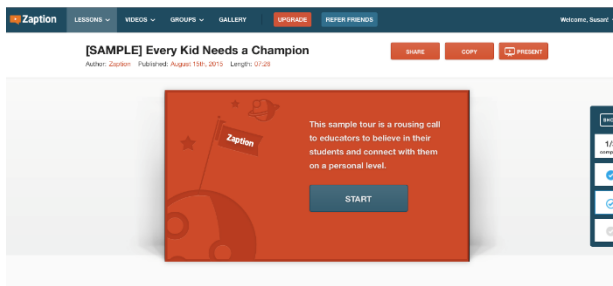 Zaption LESSONS VIDEOS GROUPS GALLERY UPGRADE REFER FRIENDS Welcome, Susan!
[SAMPLE] Every Kid Needs a Champion
SHARE COPY PRESENT
Author: Zaption Published: August 15th, 2015 Length: 07:28
Zaption
This sample tour is a rousing call
to educators to believe in their
students and connect with them
on a personal level.
START
1/